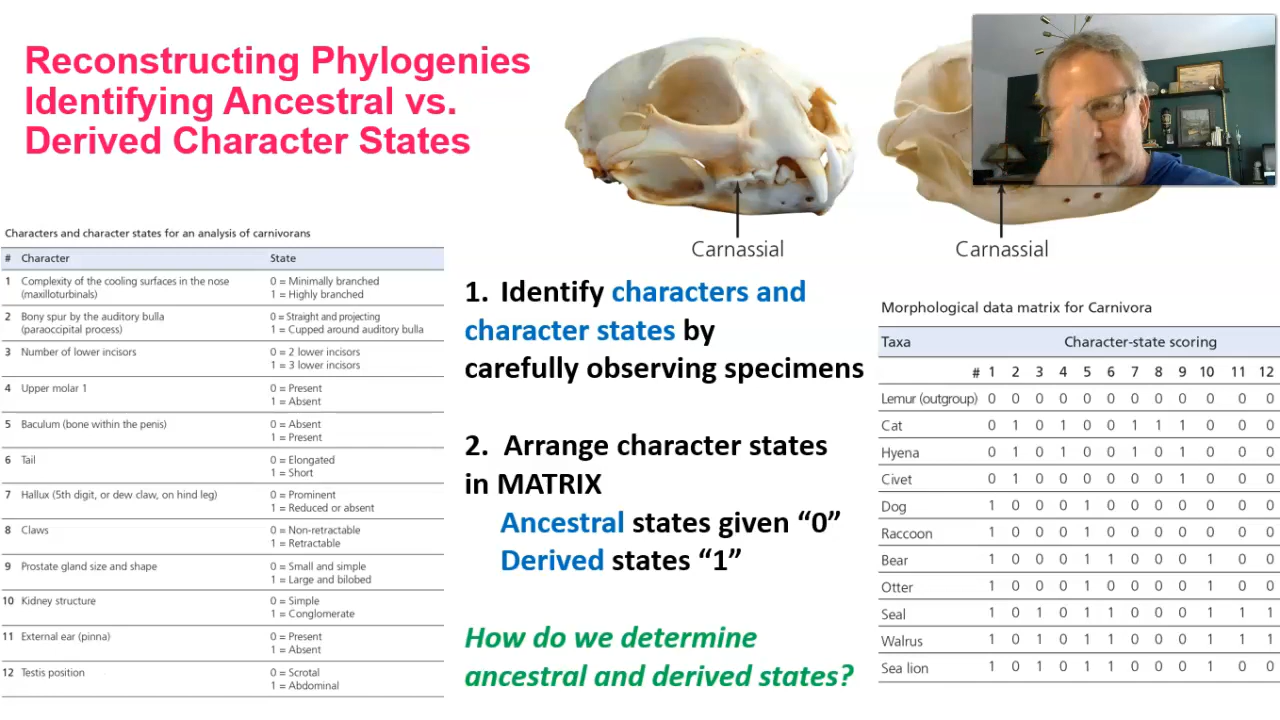 Reconstructing Phylogenies
Identifying Ancestral vs.
Derived Character States
Carnassial
Carnassial
Characters and character states for an analysis of carnivorans
# Character State
1 Complexity of the cooling surfaces in the nose (maxilloturbinals) 0 = Minimally branched
1 = Highly branched
2 Bony spur by the auditory bulla (paraoccipital process) 0 = Straight and projecting
1 = Cupped around auditory bulla
3 Number of lower incisors 0 = 2 lower incisors
1 = 3 lower incisors
4 Upper molar 1 0 = Present
1 = Absent
5 Baculum (bone within the penis) 0 = Absent
1 = Present
6 Tail 0 = Elongated
1 = Short
7 Hallux (5th digit, or dew claw, on hind leg) 0 = Prominent
1 = Reduced or absent
8 Claws 0 = Non-retractable
1 = Retractable
9 Prostate gland size and shape 0 = Small and simple
1 = Large and bilobed
10 Kidney structure 0 = Simple
1 = Conglomerate
11 External ear (pinna) 0 = Present
1 = Absent
12 Testis position 0 = Scrotal
1 = Abdominal
1. Identify characters and
character states by
carefully observing specimens
2. Arrange character states
in MATRIX
Ancestral states given “0”
Derived states “1”
How do we determine
ancestral and derived states?
Morphological data matrix for Carnivora
Taxa Character-state scoring
# 1 2 3 4 5 6 7 8 9 10 11 12
Lemur (outgroup) 0 0 0 0 0 0 0 0 0 0 0 0
Cat 0 1 0 1 0 0 1 1 1 0 0 0
Hyena 0 1 0 1 0 0 1 0 1 0 0 0
Civet 0 1 0 0 0 0 0 0 1 0 0 0
Dog 1 0 0 0 1 0 0 0 0 0 0 0
Raccoon 1 0 0 0 1 0 0 0 0 0 0 0
Bear 1 0 0 0 1 1 0 0 0 1 0 0
Otter 1 0 0 0 1 0 0 0 0 1 0 0
Seal 1 0 1 0 1 1 0 0 0 1 1 1
Walrus 1 0 1 0 1 1 0 0 0 1 1 1
Sea lion 1 0 1 0 1 1 0 0 0 1 0 0